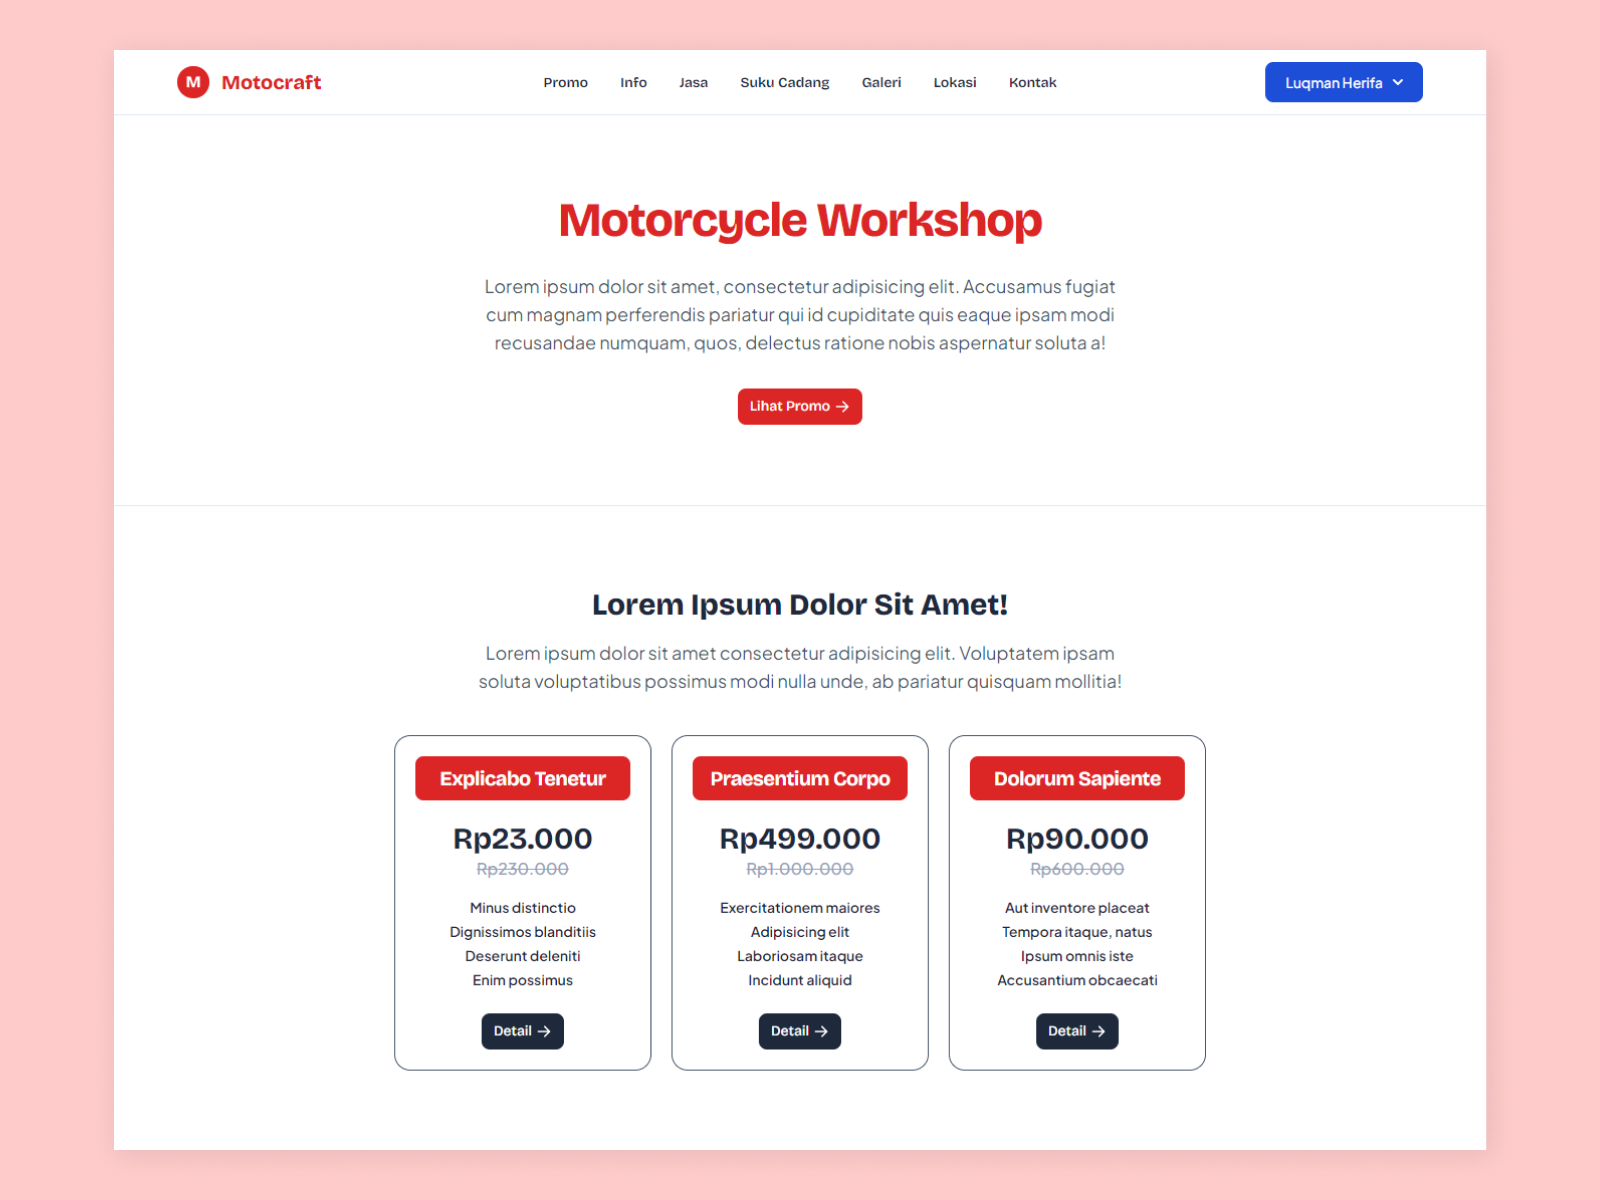 M Motocraft
Promo Info Jasa Suku Cadang Galeri Lokasi Kontak
Luqman Herifa
Motorcycle Workshop
Lorem ipsum dolor sit amet, consectetur adipisicing elit. Accusamus fugiat
cum magnam perferendis pariatur qui id cupiditate quis eaque ipsam modi
recusandae numquam, quos, delectus ratione nobis aspernatur soluta a!
Lihat Promo →
Lorem Ipsum Dolor Sit Amet!
Lorem ipsum dolor sit amet consectetur adipisicing elit. Voluptatem ipsam
soluta voluptatibus possimus modi nulla unde, ab pariatur quisquam mollitia!
Explicabo Tenetur
Rp23.000
Rp230.000
Minus distinctio
Dignissimos blanditiis
Deserunt deleniti
Enim possimus
Detail →
Praesentium Corpo
Rp499.000
Rp1.000.000
Exercitationem maiores
Adipisicing elit
Laboriosam itaque
Incidunt aliquid
Detail →
Dolorum Sapiente
Rp90.000
Rp600.000
Aut inventore placeat
Tempora itaque, natus
Ipsum omnis iste
Accusantium obcaecati
Detail →